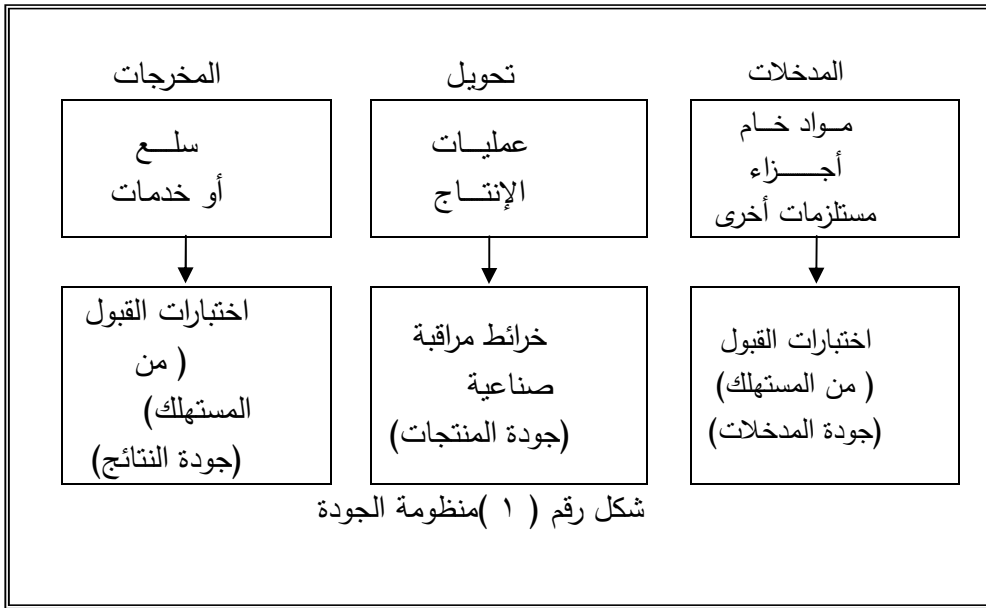 المدخلات
مواد خام
أجزاء
مستلزمات أخرى
اختبارات القبول
( من المستهلك)
(جودة المدخلات)
تحويل
عمليات
الإنتاج
خرائط مراقبة
صناعية
(جودة المنتجات)
المخرجات
سلع
أو خدمات
اختبارات القبول
( من
المستهلك)
(جودة النتائج)
شكل رقم ( ١ )منظومة الجودة